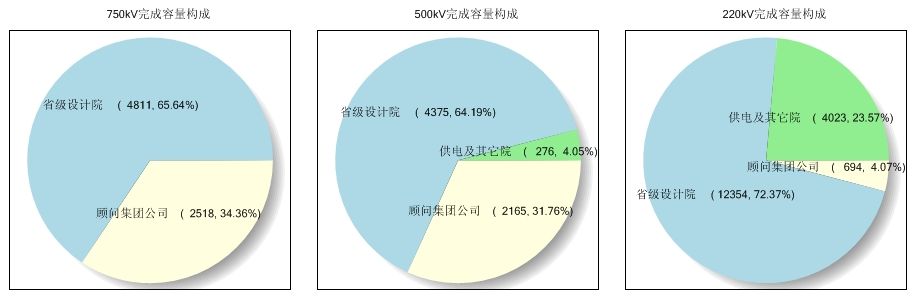 750kV完成容量构成
省级设计院 ( 4811, 65.64%)
顾问集团公司 ( 2518, 34.36%)
500kV完成容量构成
省级设计院 ( 4375, 64.19%)
供电及其它院 ( 276, 4.05%)
顾问集团公司 ( 2165, 31.76%)
220kV完成容量构成
供电及其它院 ( 4023, 23.57%)
顾问集团公司 ( 694, 4.07%)
省级设计院 (12354, 72.37%)